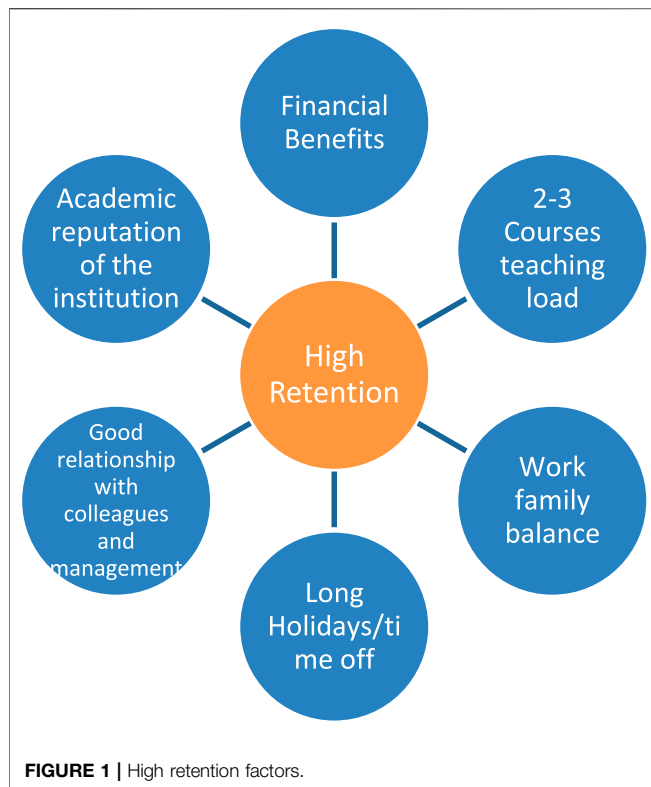 Financial
Benefits
2-3
Courses
teaching
load
Work
family
balance
Long
Holidays/ti
me off
Good
relationship
with
colleagues
and
management
Academic
reputation
of the
institution
High
Retention
FIGURE 1 | High retention factors.